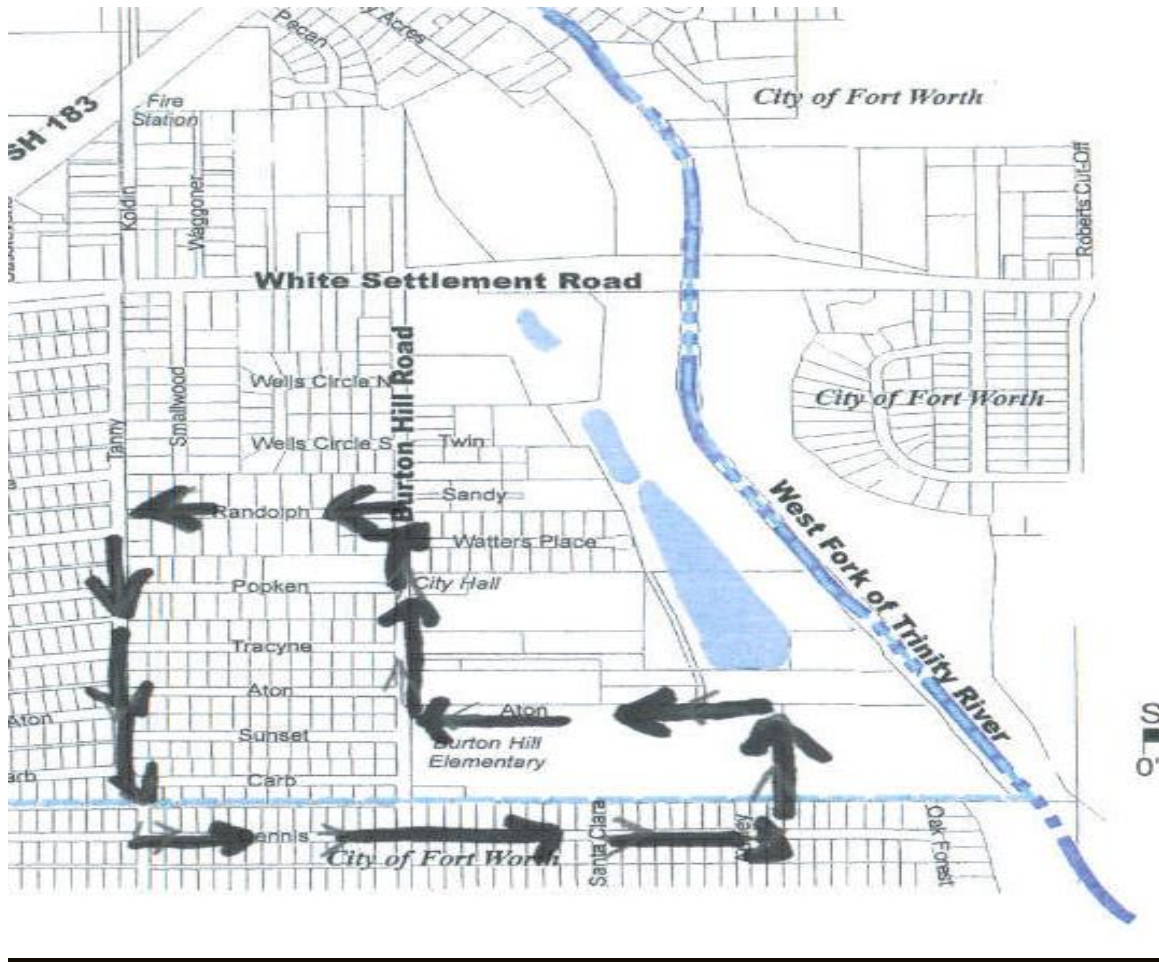 Pecan
Acres
City of Fort Worth
Fire
Station
SH 183
Koldin
Waggoner
Roberts Cut-Off
White Settlement Road
Burton Hill Road
Wells Circle N
City of Fort Worth
Tanny
Smallwood
Wells Circle S
Twin
Sandy
Randolph
Watters Place
West Fork of Trinity River
Popken
City Hall
Tracyne
Aton
Aton
Aton
Sunset
Burton Hill
Elementary
Carb
arb
S
0'
ennis
City of Fort Worth
Santa Clara
Oak Forest